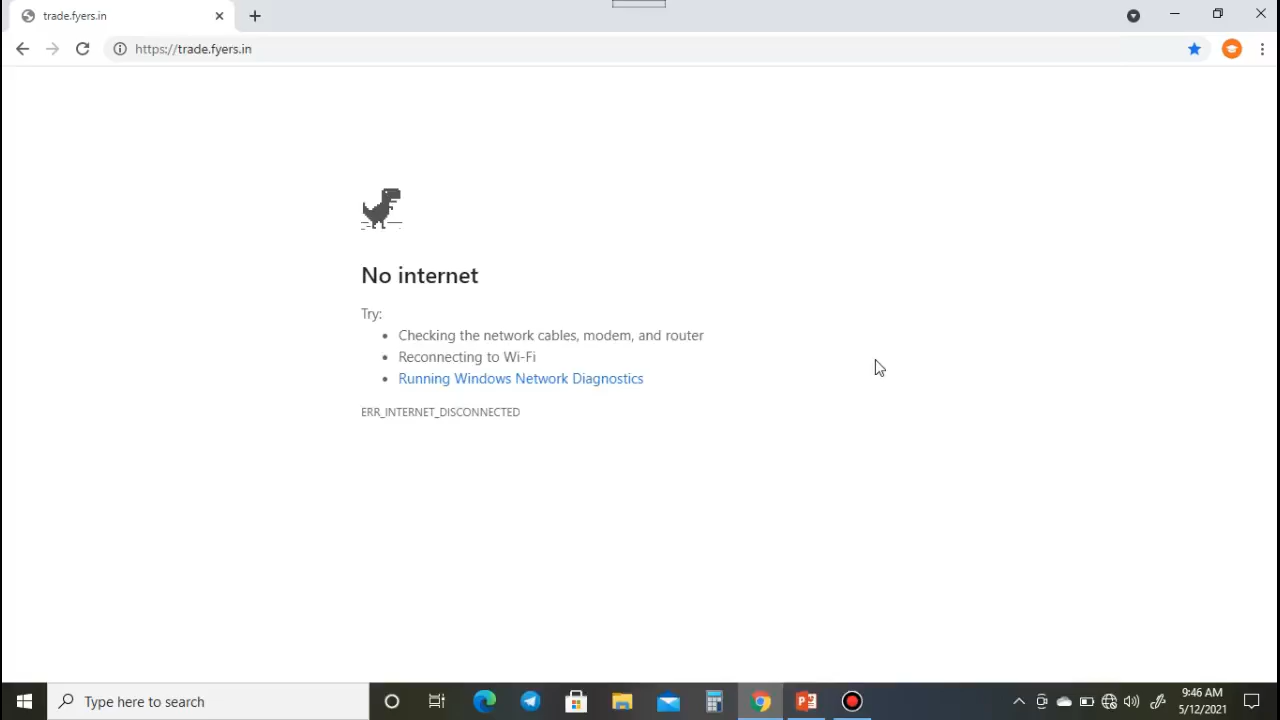 trade.fyers.in
https://trade.fyers.in
No internet
Try:
Checking the network cables, modem, and router
Reconnecting to Wi-Fi
Running Windows Network Diagnostics
ERR_INTERNET_DISCONNECTED
Type here to search
9:46 AM
5/12/2021